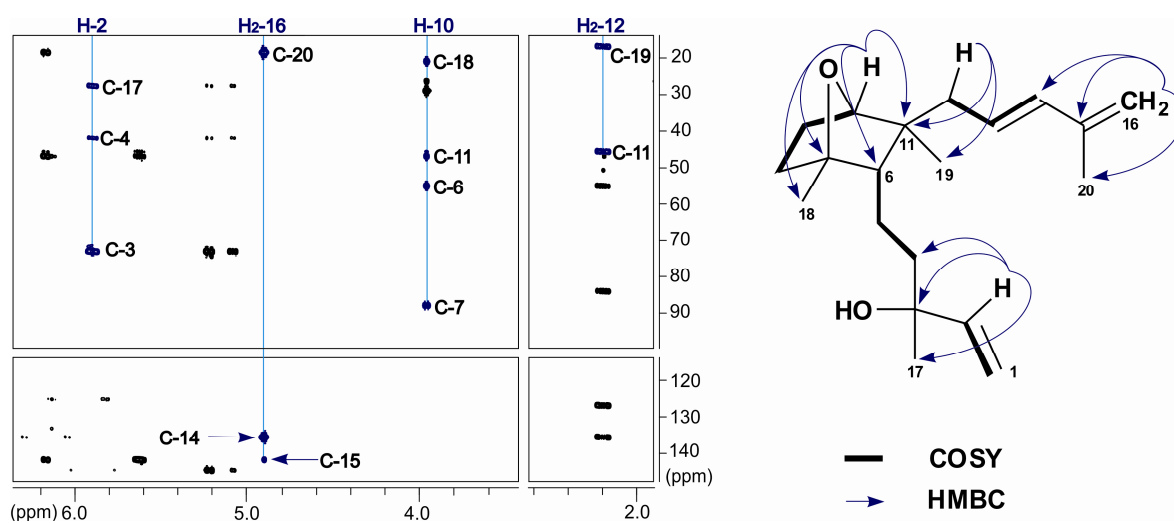 H-2 H₂-16 H-10 H₂-12
C-20 C-19
C-18
C-17
C-4
C-11 C-11
C-6
C-3
C-7
C-14
C-15
20
30
40
50
60
70
80
90
120
130
140
(ppm)
(ppm) 6.0 5.0 4.0 2.0
O H H
CH₂
16
11
19
6
20
18
H
HO
17
1
COSY
HMBC